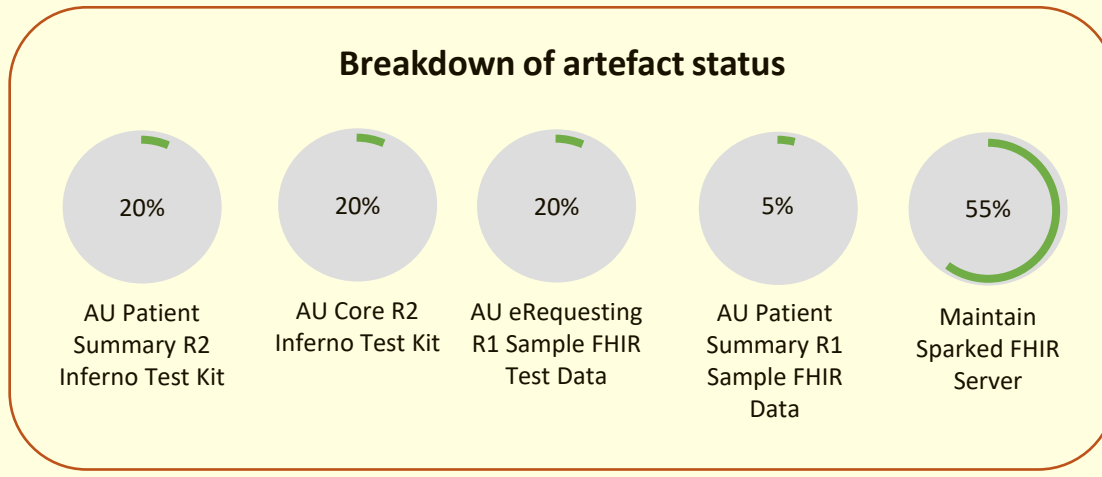 Breakdown of artefact status
20%
20%
20%
5%
55%
AU Patient
Summary R2
Inferno Test Kit
AU Core R2
Inferno Test Kit
AU eRequesting
R1 Sample FHIR
Test Data
AU Patient
Summary R1
Sample FHIR
Data
Maintain
Sparked FHIR
Server